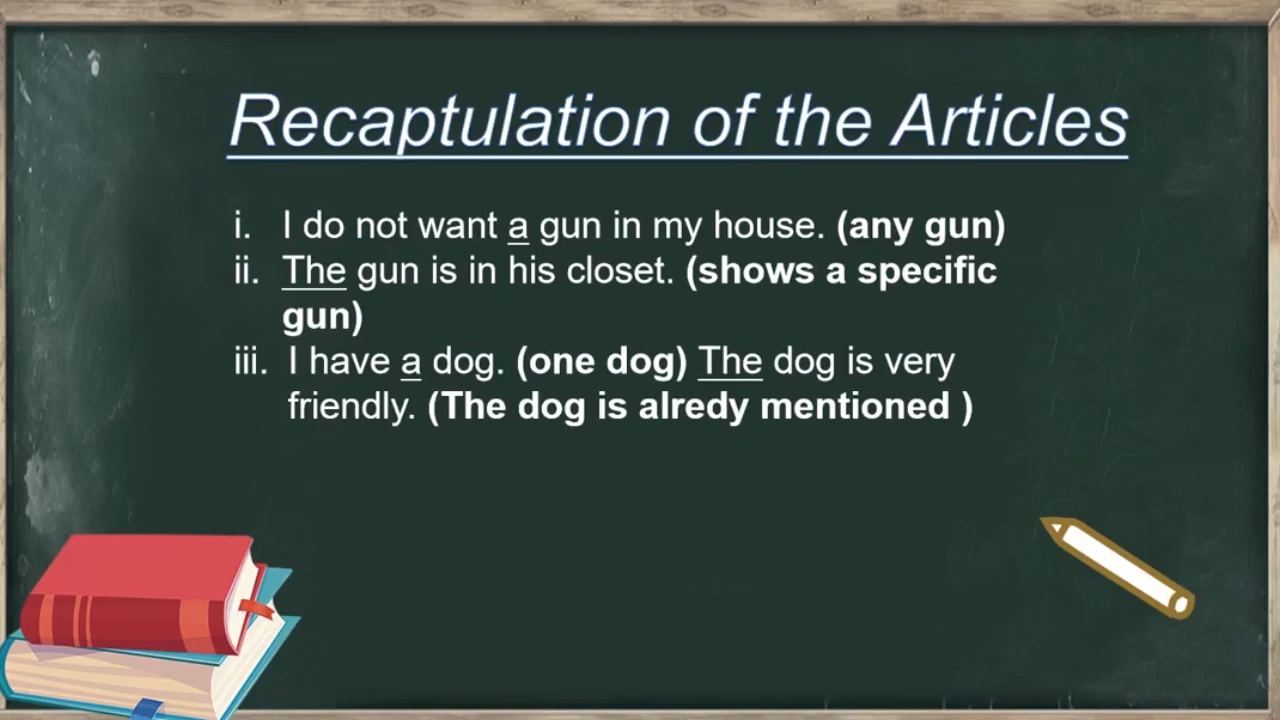 Recaptulation of the Articles
i. I do not want a gun in my house. (any gun)
ii. The gun is in his closet. (shows a specific
gun)
iii. I have a dog. (one dog) The dog is very
friendly. (The dog is alredy mentioned )